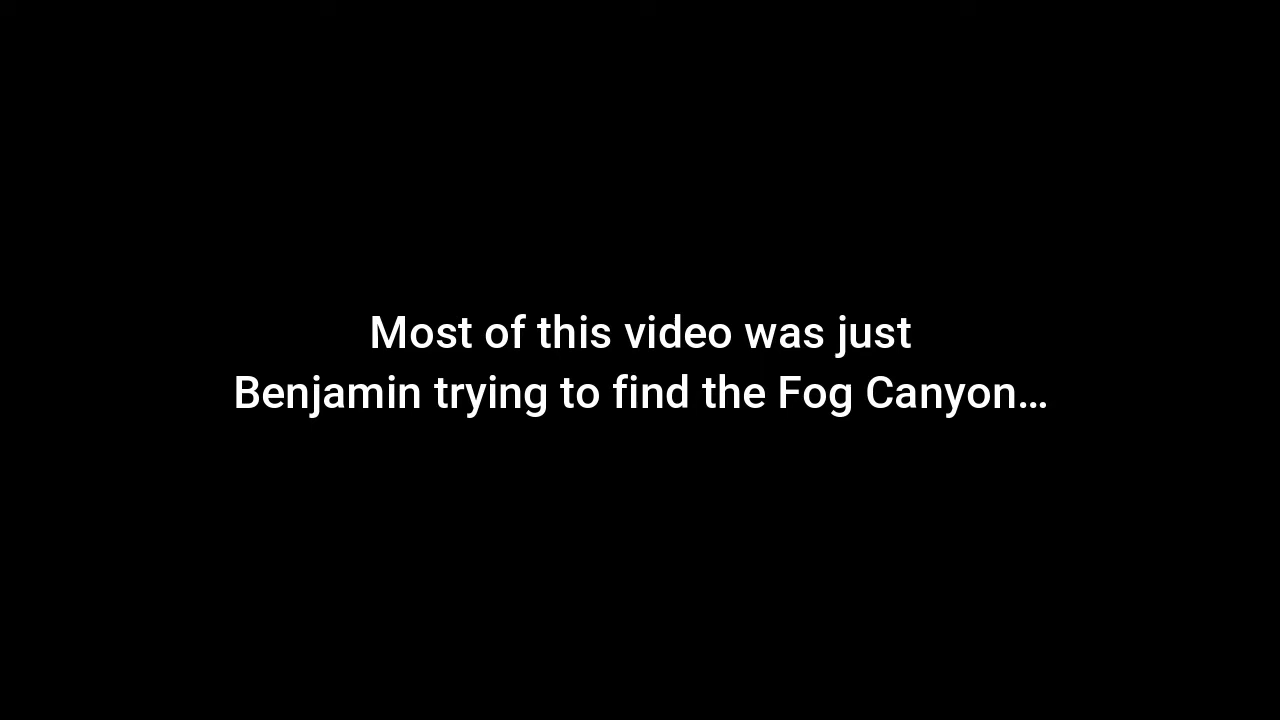 Most of this video was just
Benjamin trying to find the Fog Canyon…